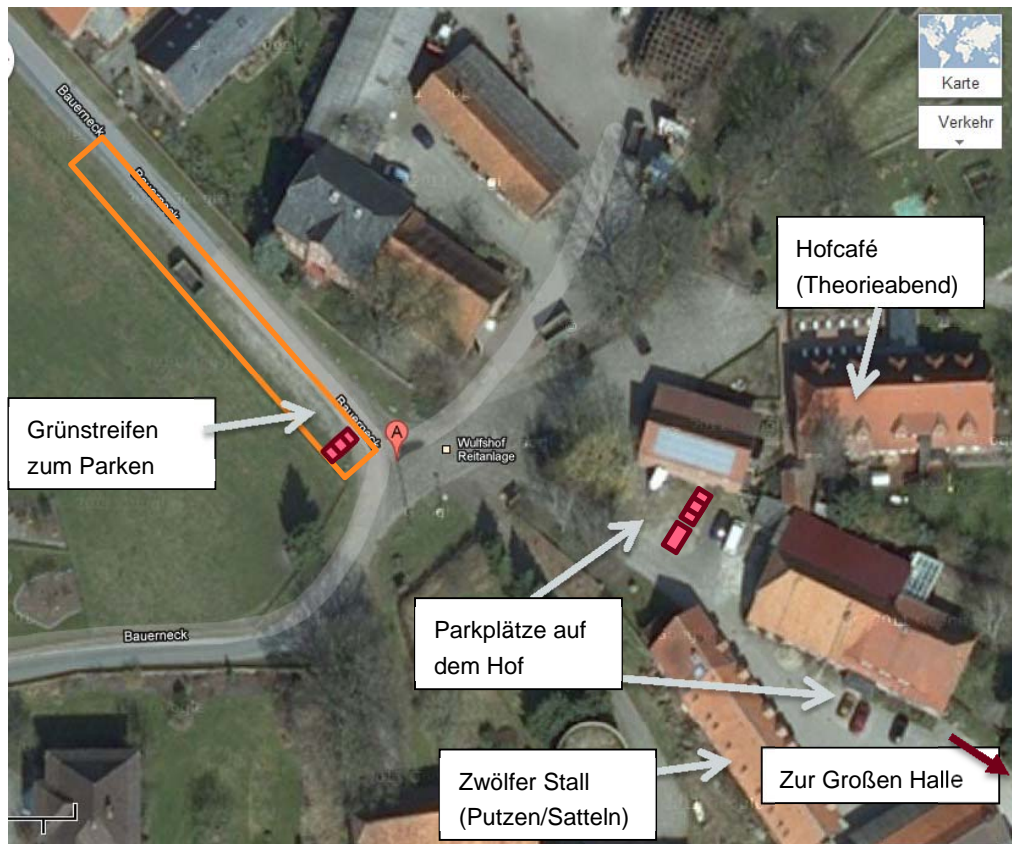 Karte
Verkehr
Bauerneck
Bauerneck
Hofcafé
(Theorieabend)
Grünstreifen
zum Parken
Bauerneck
A
Wulfshof
Reitanlage
Parkplätze auf
dem Hof
Bauerneck
Zwölfer Stall
(Putzen/Satteln)
Zur Großen Halle